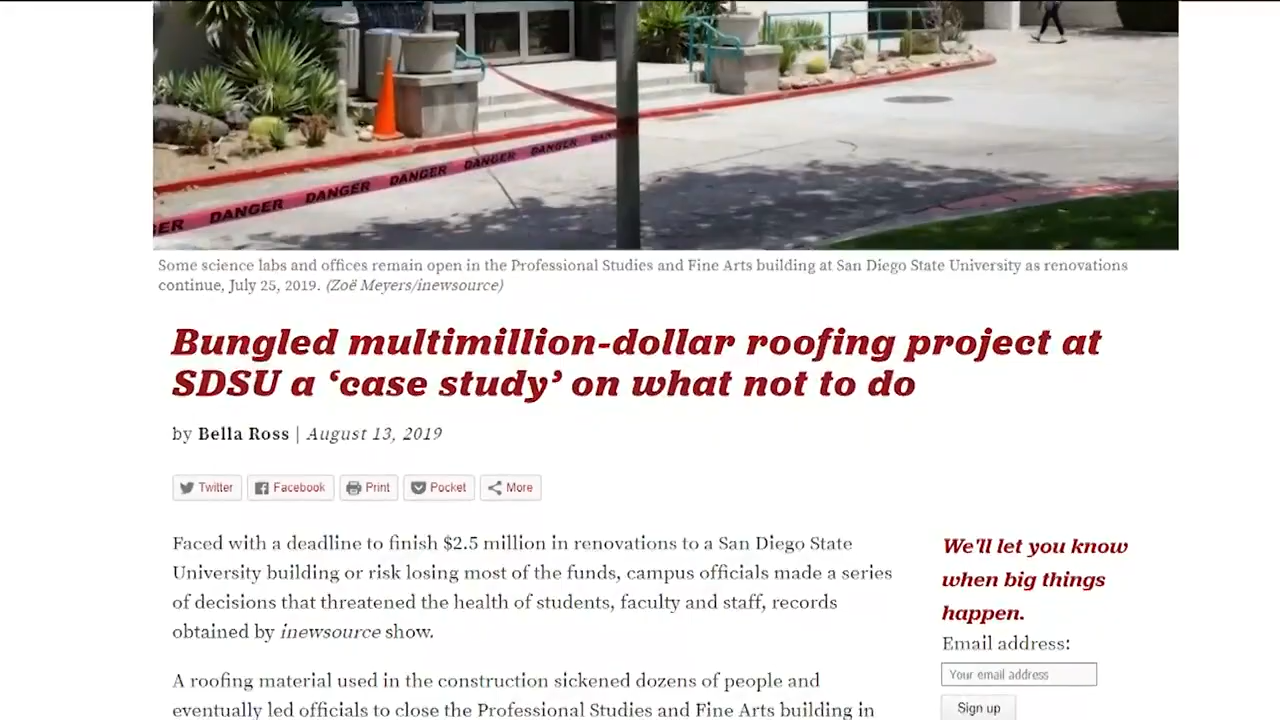 DANGER DANGER DANGER DANGER
Some science labs and offices remain open in the Professional Studies and Fine Arts building at San Diego State University as renovations
continue, July 25, 2019. (Zoë Meyers/inewsource)
Bungled multimillion-dollar roofing project at
SDSU a ‘case study’ on what not to do
by Bella Ross | August 13, 2019
Twitter Facebook Print Pocket More
Faced with a deadline to finish $2.5 million in renovations to a San Diego State
University building or risk losing most of the funds, campus officials made a series
of decisions that threatened the health of students, faculty and staff, records
obtained by inewsource show.
A roofing material used in the construction sickened dozens of people and
eventually led officials to close the Professional Studies and Fine Arts building in
We'll let you know
when big things
happen.
Email address:
Your email address
Sign up